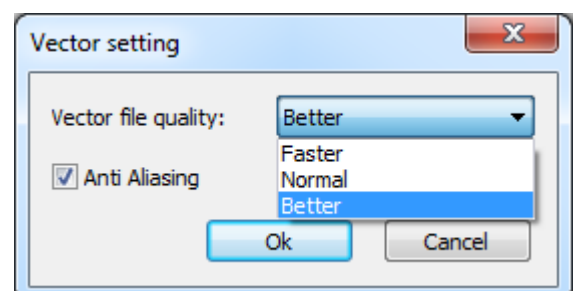 Vector setting
Vector file quality: Better
Faster
Anti Aliasing Normal
Better
Ok Cancel